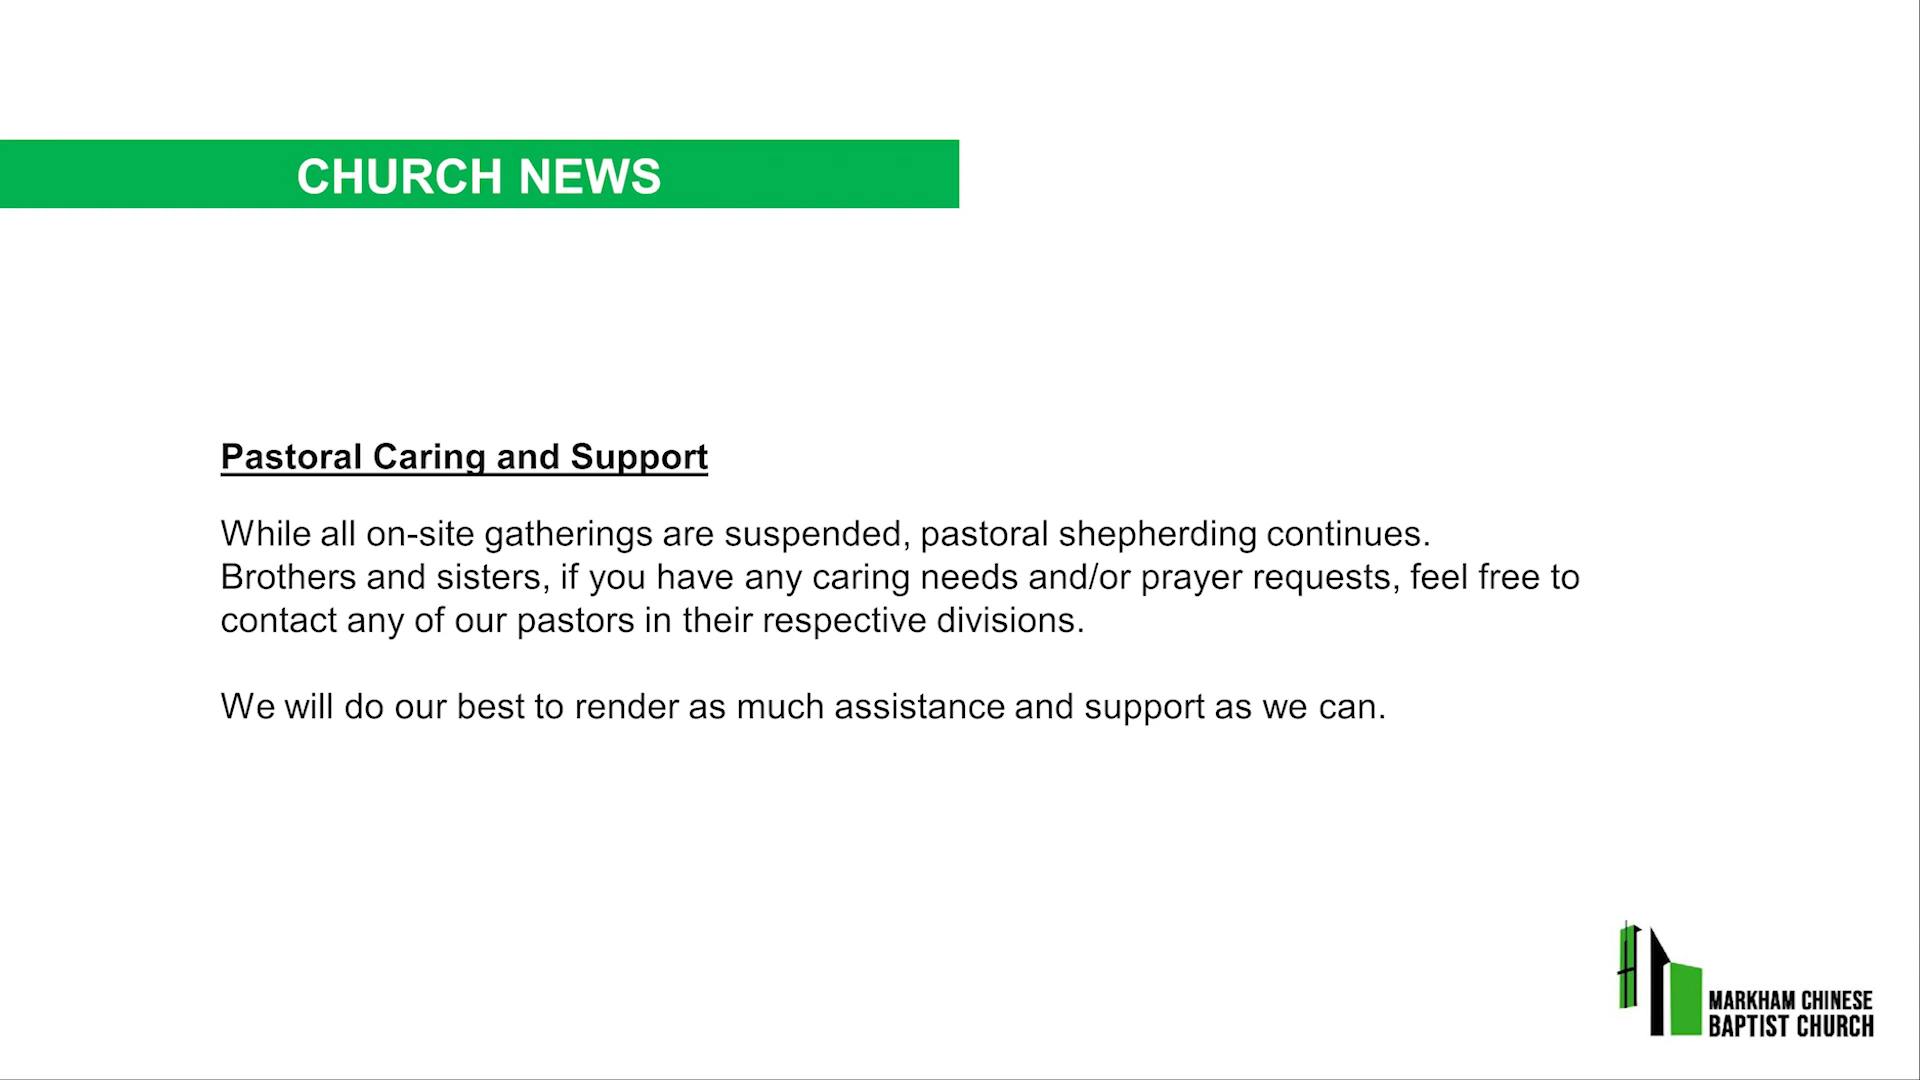 CHURCH NEWS
Pastoral Caring and Support
While all on-site gatherings are suspended, pastoral shepherding continues.
Brothers and sisters, if you have any caring needs and/or prayer requests, feel free to
contact any of our pastors in their respective divisions.
We will do our best to render as much assistance and support as we can.
MARKHAM CHINESE
BAPTIST CHURCH